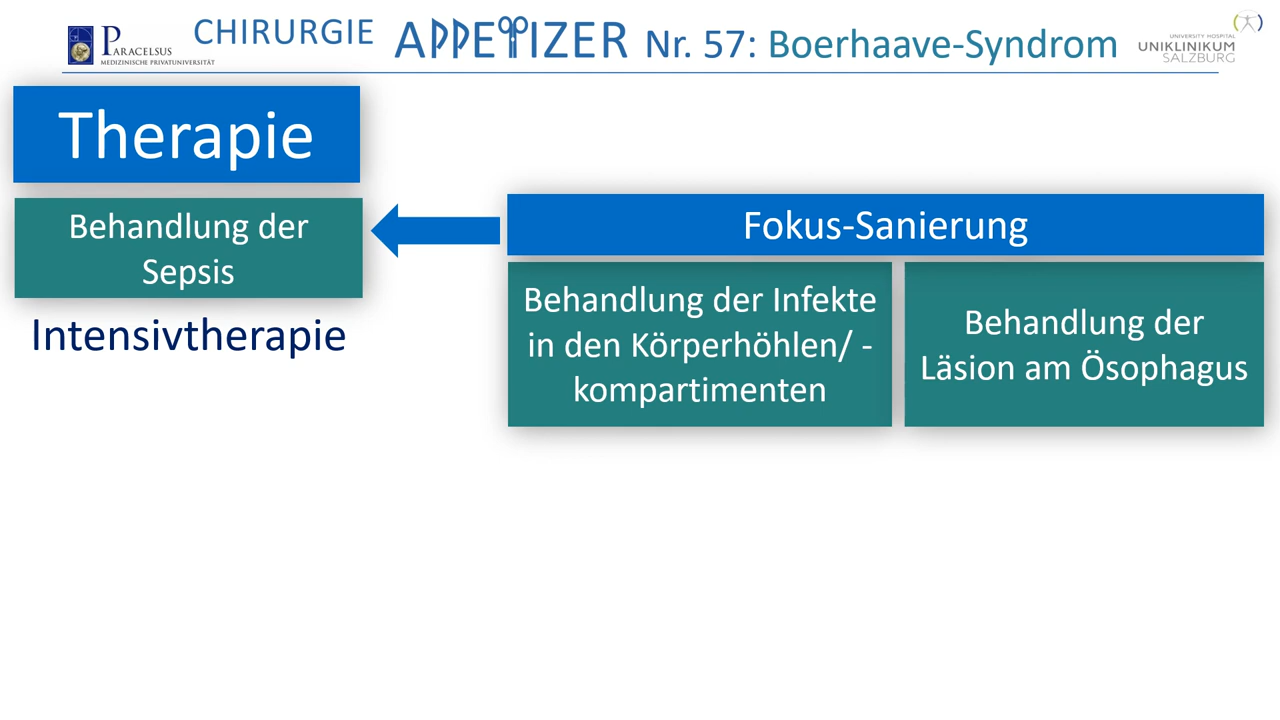 PARACELSUS
MEDIZINISCHE PRIVATUNIVERSITÄT
CHIRURGIE APPETIZER Nr. 57: Boerhaave-Syndrom
UNIVERSITY HOSPITAL
UNIKLINIKUM
SALZBURG
Therapie
Behandlung der
Sepsis
Intensivtherapie
Fokus-Sanierung
Behandlung der Infekte
in den Körperhöhlen/ -
kompartimenten
Behandlung der
Läsion am Ösophagus